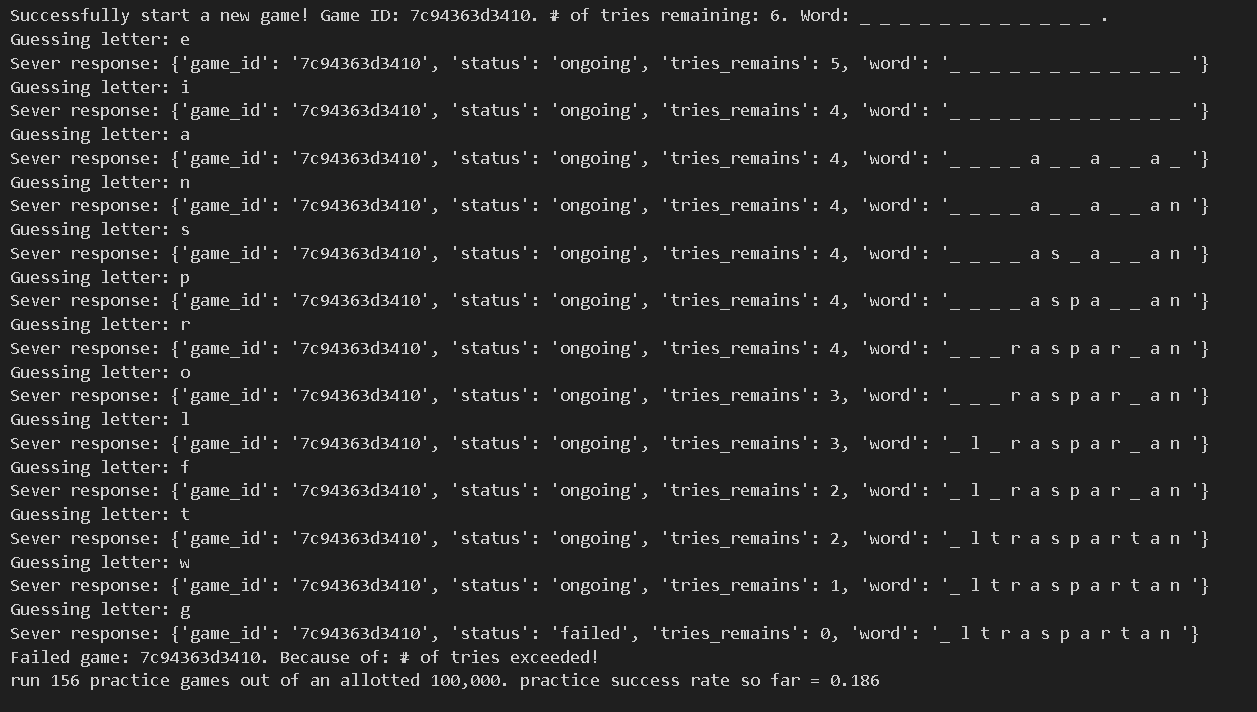 Successfully start a new game! Game ID: 7c94363d3410. # of tries remaining: 6. Word: _ _ _ _ _ _ _ _ _ _ _ _ .
Guessing letter: e
Sever response: {'game_id': '7c94363d3410', 'status': 'ongoing', 'tries_remains': 5, 'word': '_ _ _ _ _ _ _ _ _ _ _ _ '}
Guessing letter: i
Sever response: {'game_id': '7c94363d3410', 'status': 'ongoing', 'tries_remains': 4, 'word': '_ _ _ _ _ _ _ _ _ _ _ _ '}
Guessing letter: a
Sever response: {'game_id': '7c94363d3410', 'status': 'ongoing', 'tries_remains': 4, 'word': '_ _ _ _ a _ _ a _ _ a _ '}
Guessing letter: n
Sever response: {'game_id': '7c94363d3410', 'status': 'ongoing', 'tries_remains': 4, 'word': '_ _ _ _ a _ _ a _ _ a n '}
Guessing letter: s
Sever response: {'game_id': '7c94363d3410', 'status': 'ongoing', 'tries_remains': 4, 'word': '_ _ _ _ a s _ a _ _ a n '}
Guessing letter: p
Sever response: {'game_id': '7c94363d3410', 'status': 'ongoing', 'tries_remains': 4, 'word': '_ _ _ _ a s p a _ _ a n '}
Guessing letter: r
Sever response: {'game_id': '7c94363d3410', 'status': 'ongoing', 'tries_remains': 4, 'word': '_ _ _ r a s p a r _ a n '}
Guessing letter: o
Sever response: {'game_id': '7c94363d3410', 'status': 'ongoing', 'tries_remains': 3, 'word': '_ _ _ r a s p a r _ a n '}
Guessing letter: l
Sever response: {'game_id': '7c94363d3410', 'status': 'ongoing', 'tries_remains': 3, 'word': '_ l _ r a s p a r _ a n '}
Guessing letter: f
Sever response: {'game_id': '7c94363d3410', 'status': 'ongoing', 'tries_remains': 2, 'word': '_ l _ r a s p a r _ a n '}
Guessing letter: t
Sever response: {'game_id': '7c94363d3410', 'status': 'ongoing', 'tries_remains': 2, 'word': '_ l t r a s p a r t a n '}
Guessing letter: w
Sever response: {'game_id': '7c94363d3410', 'status': 'ongoing', 'tries_remains': 1, 'word': '_ l t r a s p a r t a n '}
Guessing letter: g
Sever response: {'game_id': '7c94363d3410', 'status': 'failed', 'tries_remains': 0, 'word': '_ l t r a s p a r t a n '}
Failed game: 7c94363d3410. Because of: # of tries exceeded!
run 156 practice games out of an allotted 100,000. practice success rate so far = 0.186